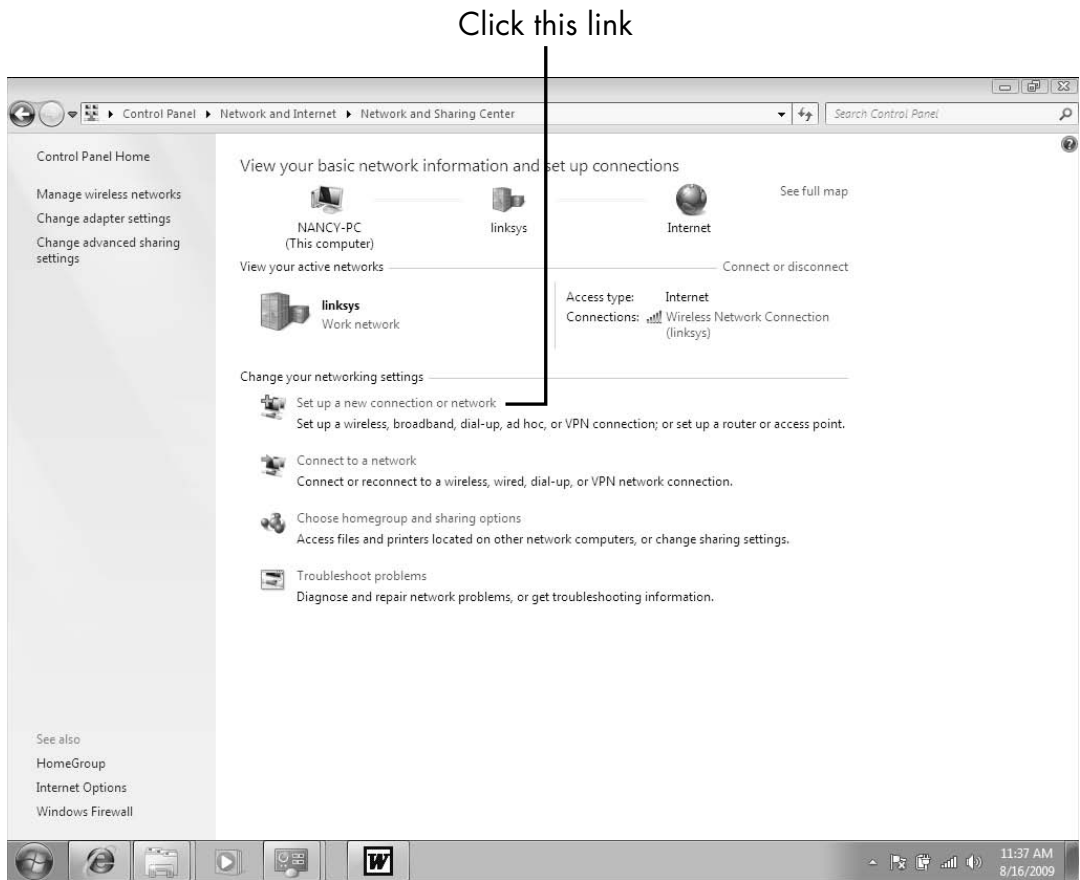 Click this link
Control Panel ▸ Network and Internet ▸ Network and Sharing Center
Search Control Panel
Control Panel Home
Manage wireless networks
Change adapter settings
Change advanced sharing
settings
View your basic network information and set up connections
See full map
NANCY-PC
(This computer)
linksys
Internet
View your active networks
Connect or disconnect
linksys
Work network
Access type: Internet
Connections: Wireless Network Connection
(linksys)
Change your networking settings
Set up a new connection or network
Set up a wireless, broadband, dial-up, ad hoc, or VPN connection; or set up a router or access point.
Connect to a network
Connect or reconnect to a wireless, wired, dial-up, or VPN network connection.
Choose homegroup and sharing options
Access files and printers located on other network computers, or change sharing settings.
Troubleshoot problems
Diagnose and repair network problems, or get troubleshooting information.
See also
HomeGroup
Internet Options
Windows Firewall
W
11:37 AM
8/16/2009